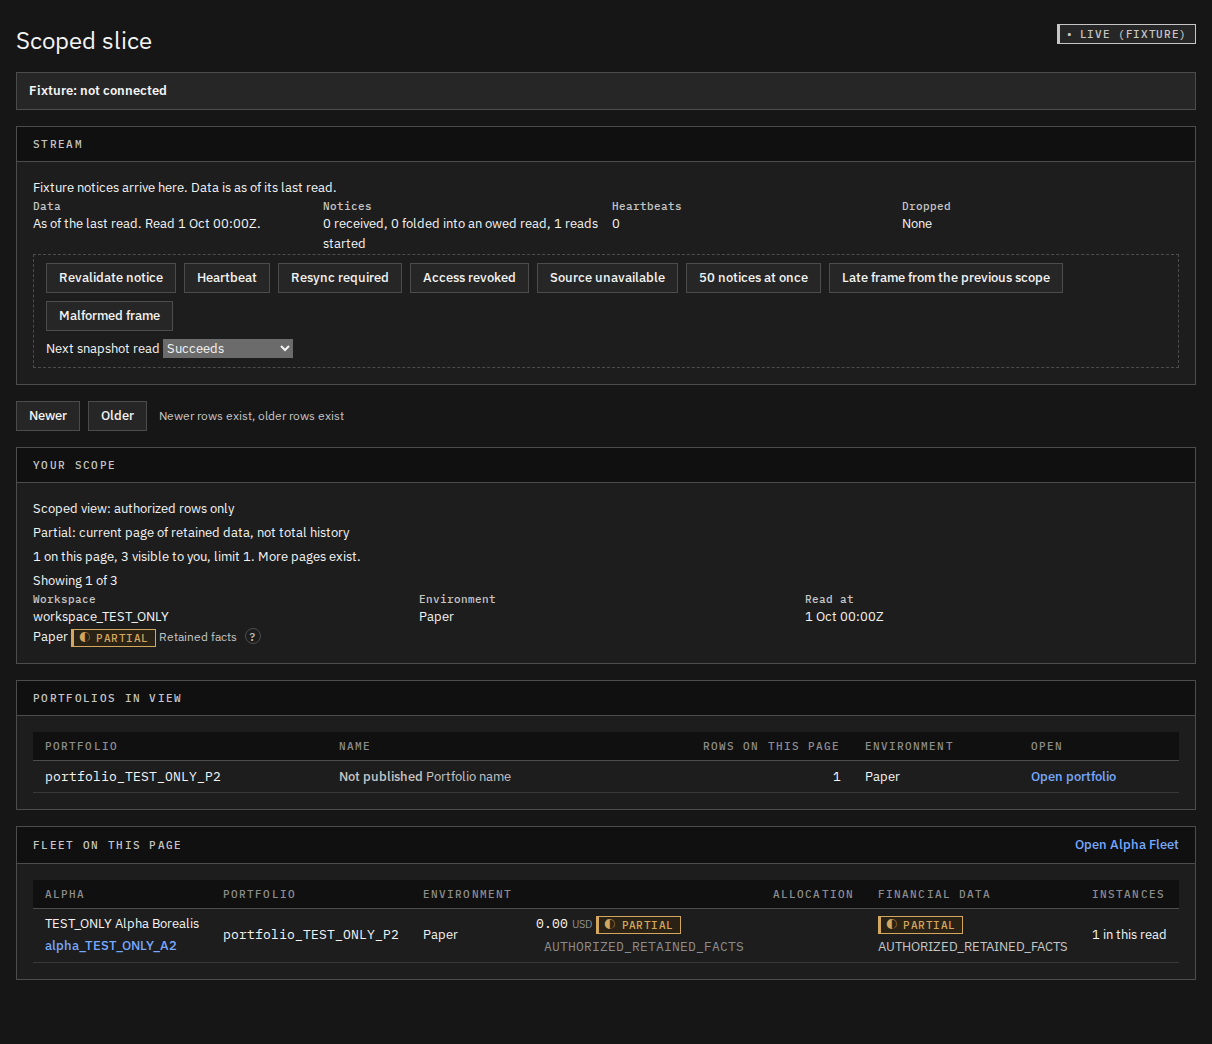 Scoped slice
• LIVE (FIXTURE)
Fixture: not connected
STREAM
Fixture notices arrive here. Data is as of its last read.
Data
As of the last read. Read 1 Oct 00:00Z.
Notices
0 received, 0 folded into an owed read, 1 reads
started
Heartbeats
0
Dropped
None
Revalidate notice
Heartbeat
Resync required
Access revoked
Source unavailable
50 notices at once
Late frame from the previous scope
Malformed frame
Next snapshot read Succeeds
Newer
Older
Newer rows exist, older rows exist
YOUR SCOPE
Scoped view: authorized rows only
Partial: current page of retained data, not total history
1 on this page, 3 visible to you, limit 1. More pages exist.
Showing 1 of 3
Workspace
workspace_TEST_ONLY
Environment
Paper
Read at
1 Oct 00:00Z
Paper PARTIAL Retained facts ?
PORTFOLIOS IN VIEW
PORTFOLIO NAME ROWS ON THIS PAGE ENVIRONMENT OPEN
portfolio_TEST_ONLY_P2 Not published Portfolio name 1 Paper Open portfolio
FLEET ON THIS PAGE
Open Alpha Fleet
ALPHA PORTFOLIO ENVIRONMENT ALLOCATION FINANCIAL DATA INSTANCES
TEST_ONLY Alpha Borealis
alpha_TEST_ONLY_A2
portfolio_TEST_ONLY_P2
Paper
0.00 USD PARTIAL
AUTHORIZED_RETAINED_FACTS
PARTIAL
AUTHORIZED_RETAINED_FACTS
1 in this read